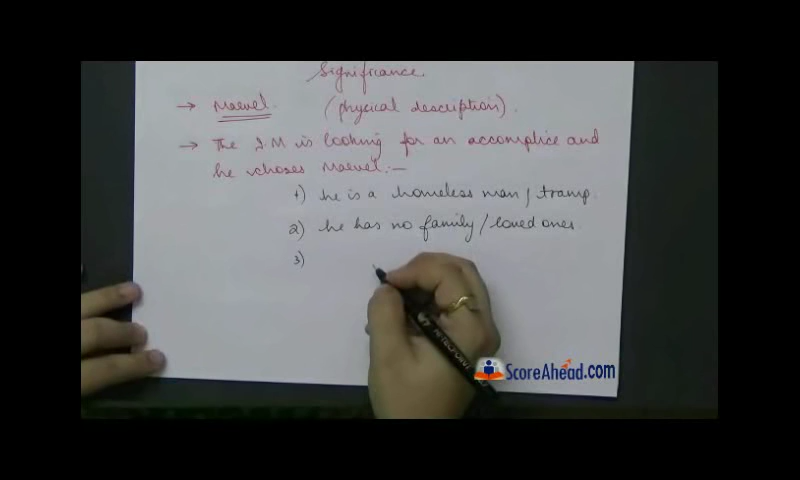 Significance
→ Marvel. (physical description).
→ The I.M is looking for an accomplice and
he choses Marvel:—
1) he is a homeless man / tramp.
2) he has no family / loved ones.
3)
ScoreAhead.com